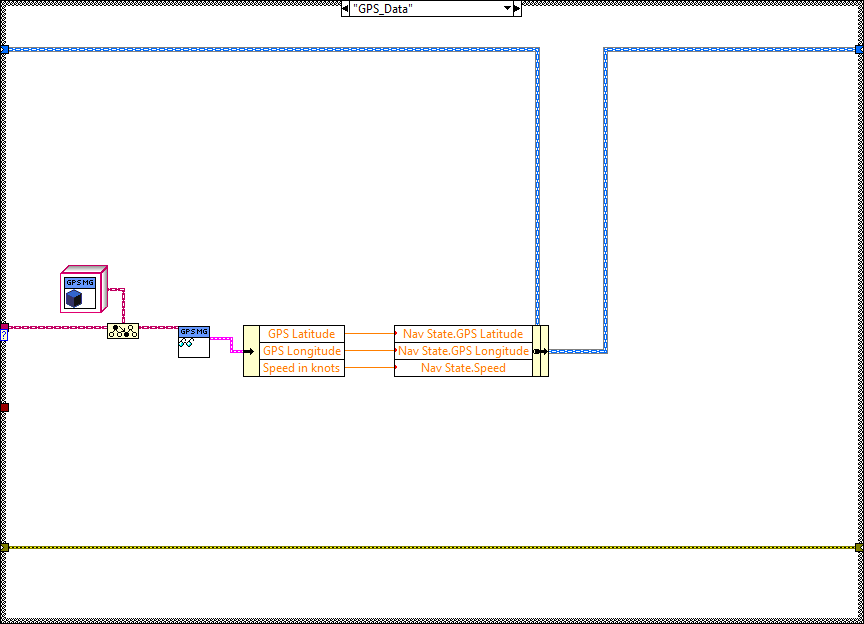 "GPS_Data"
GPS MG
GPS MG
GPS Latitude
Nav State.GPS Latitude
GPS Longitude
Nav State.GPS Longitude
Speed in knots
Nav State.Speed
?